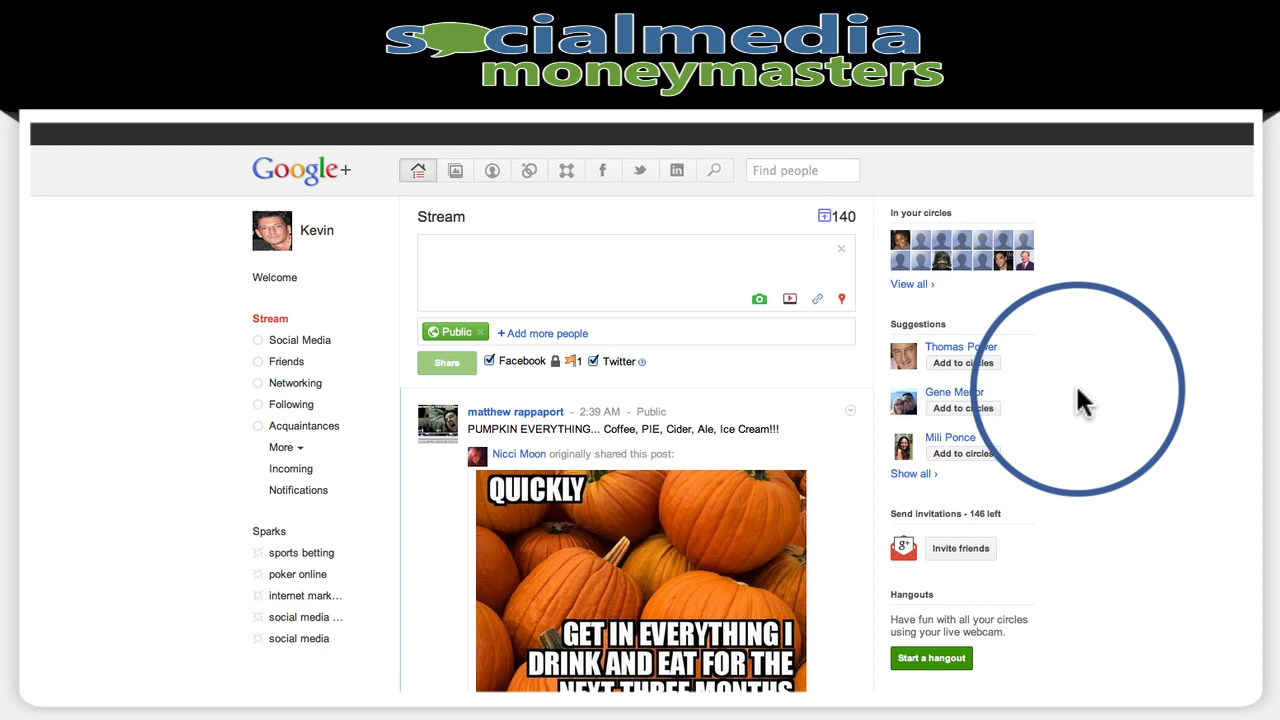 socialmedia
moneymasters
Google+
Find people
Kevin
Welcome
Stream
Social Media
Friends
Networking
Following
Acquaintances
More
Incoming
Notifications
Sparks
sports betting
poker online
internet mark...
social media ...
social media
Stream
140
Public
+ Add more people
Share
Facebook
1
Twitter
matthew rappaport - 2:39 AM - Public
PUMPKIN EVERYTHING... Coffee, PIE, Cider, Ale, Ice Cream!!!
Nicci Moon originally shared this post:
QUICKLY
GET IN EVERYTHING I
DRINK AND EAT FOR THE
NEXT THREE MONTHS
In your circles
View all ›
Suggestions
Thomas Power
Add to circles
Gene Menor
Add to circles
Mili Ponce
Add to circles
Show all ›
Send invitations - 146 left
g+
Invite friends
Hangouts
Have fun with all your circles
using your live webcam.
Start a hangout